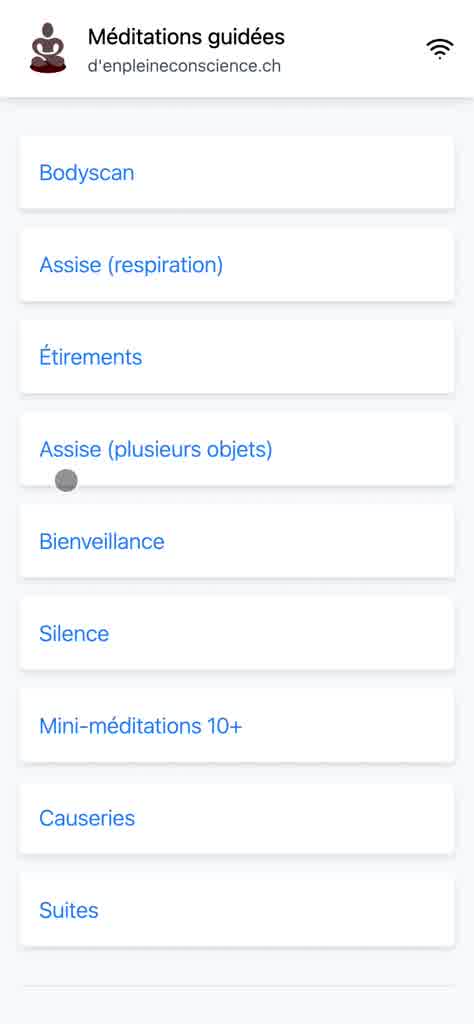 Méditations guidées
d'enpleineconscience.ch
Bodyscan
Assise (respiration)
Étirements
Assise (plusieurs objets)
Bienveillance
Silence
Mini-méditations 10+
Causeries
Suites